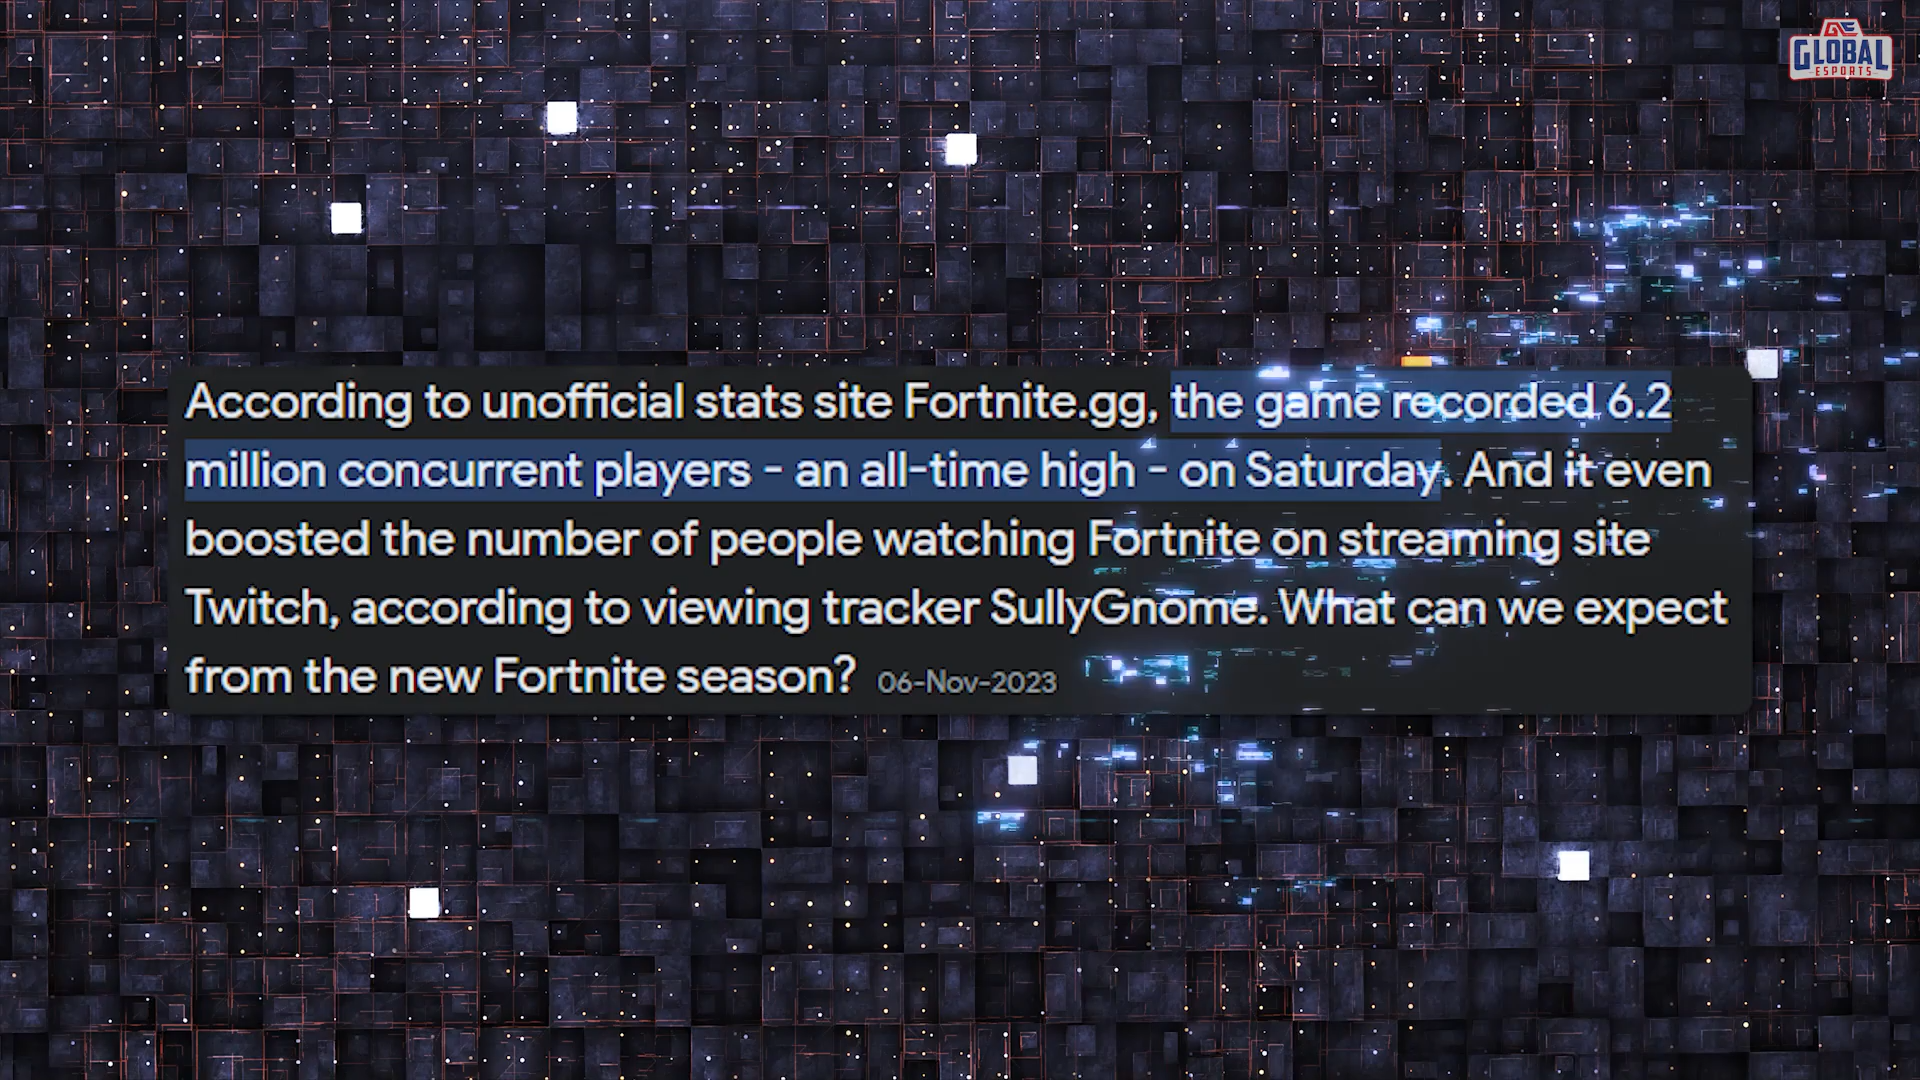 GE
GLOBAL
ESPORTS
According to unofficial stats site Fortnite.gg, the game recorded 6.2
million concurrent players - an all-time high - on Saturday. And it even
boosted the number of people watching Fortnite on streaming site
Twitch, according to viewing tracker SullyGnome. What can we expect
from the new Fortnite season? 06-Nov-2023